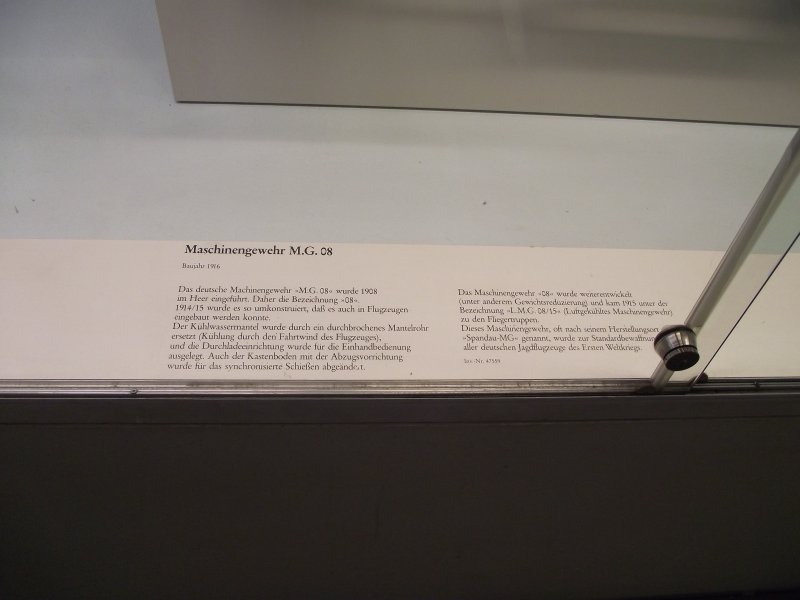 Maschinengewehr M.G. 08
Baujahr 1916
Das deutsche Machinengewehr »M.G. 08« wurde 1908
im Heer eingeführt. Daher die Bezeichnung »08«.
1914/15 wurde es so umkonstruiert, daß es auch in Flugzeugen
eingebaut werden konnte.
Der Kühlwassermantel wurde durch ein durchbrochenes Mantelrohr
ersetzt (Kühlung durch den Fahrtwind des Flugzeuges),
und die Durchladeeinrichtung wurde für die Einhandbedienung
ausgelegt. Auch der Kastenboden mit der Abzugsvorrichtung
wurde für das synchronisierte Schießen abgeändert.
Das Maschinengewehr »08« wurde weiterentwickelt
(unter anderem Gewichtsreduzierung) und kam 1915 unter der
Bezeichnung »L.M.G. 08/15« (Luftgekühltes Maschinengewehr)
zu den Fliegertruppen.
Dieses Maschinengewehr, oft nach seinem Herstellungsort
»Spandau-MG« genannt, wurde zur Standardbewaffnung
aller deutschen Jagdflugzeuge des Ersten Weltkriegs.
Inv.-Nr. 47559